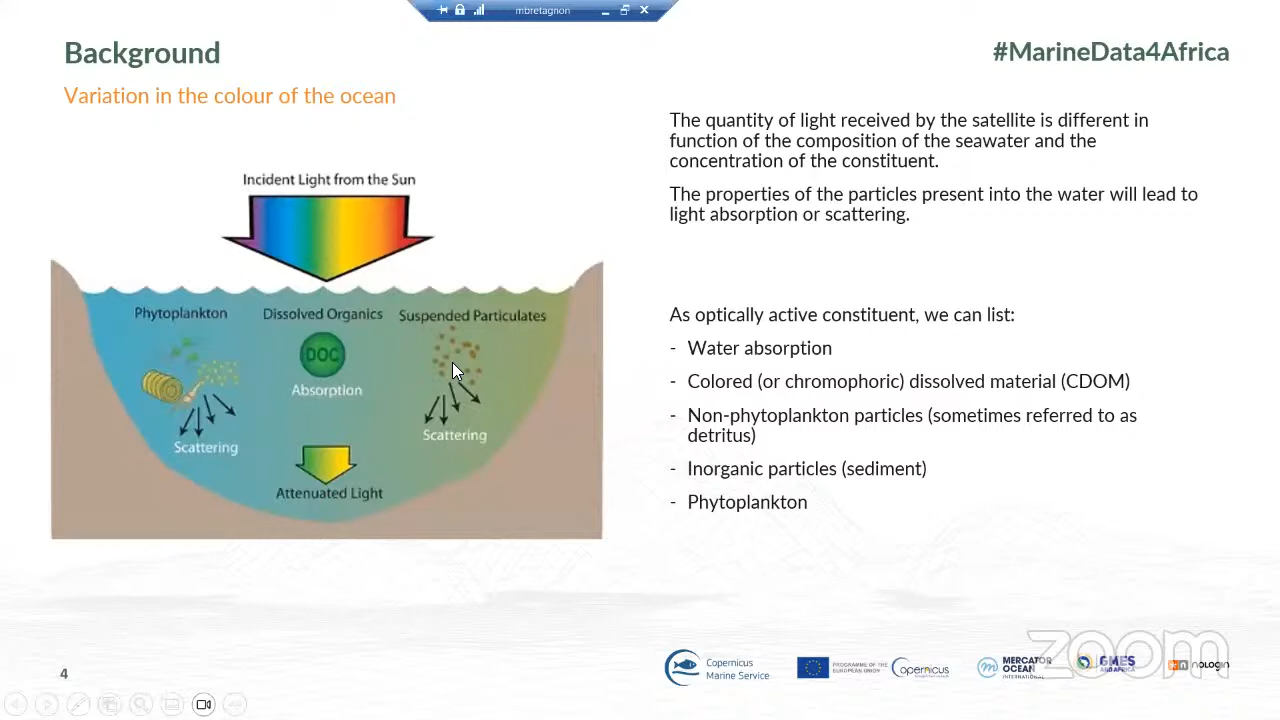 mbretagnon
Background
#MarineData4Africa
Variation in the colour of the ocean
The quantity of light received by the satellite is different in
function of the composition of the seawater and the
concentration of the constituent.
The properties of the particles present into the water will lead to
light absorption or scattering.
Incident Light from the Sun
Phytoplankton
Dissolved Organics
Suspended Particulates
DOC
Absorption
Scattering
Scattering
Attenuated Light
As optically active constituent, we can list:
- Water absorption
- Colored (or chromophoric) dissolved material (CDOM)
- Non-phytoplankton particles (sometimes referred to as
detritus)
- Inorganic particles (sediment)
- Phytoplankton
4
Copernicus
Marine Service
PROGRAMME OF THE
EUROPEAN UNION
opernicus
MERCATOR
OCEAN
INTERNATIONAL
GMES
AND AFRICA
nologin
zoom